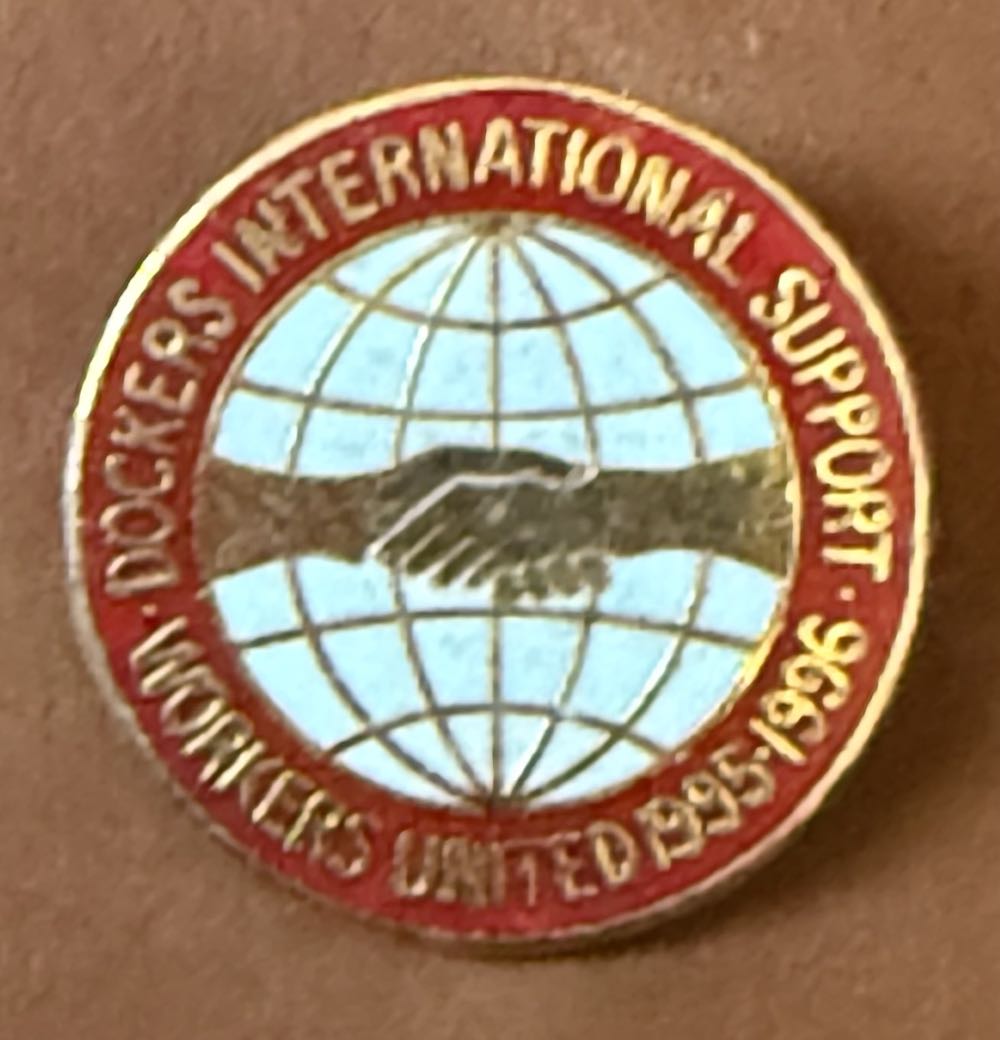 · DOCKERS INTERNATIONAL SUPPORT ·
WORKERS UNITED 1995·1996